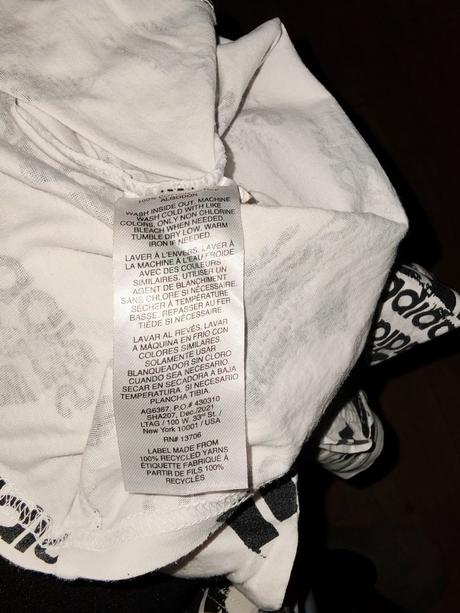 ALGODON
WASH INSIDE OUT. MACHINE
WASH COLD WITH LIKE
COLORS, ONLY NON CHLORINE
BLEACH WHEN NEEDED.
TUMBLE DRY LOW. WARM
IRON IF NEEDED.
LAVER À L'ENVERS. LAVER À
LA MACHINE À L'EAU FROIDE
AVEC DES COULEURS
SIMILAIRES. UTILISER UN
AGENT DE BLANCHIMENT
SANS CHLORE SI NÉCESSAIRE.
SÉCHER À TEMPÉRATURE
BASSE. REPASSER AU FER
TIÈDE SI NÉCESSAIRE.
LAVAR AL REVÉS. LAVAR
A MÁQUINA EN FRIO CON
COLORES SIMILARES.
SOLAMENTE USAR
BLANQUEADOR SIN CLORO
CUANDO SEA NECESARIO.
SECAR EN SECADORA A BAJA
TEMPERATURA. SI NECESARIO
PLANCHA TIBIA.
AG6367, P.O.# 430310
SHA207, Dec./2021
LTAG / 100 W. 33rd St. /
New York 10001 / USA
RN# 13706
LABEL MADE FROM
100% RECYCLED YARNS
ÉTIQUETTE FABRIQUÉ À
PARTIR DE FILS 100%
RECYCLÉS
adidas
adidas